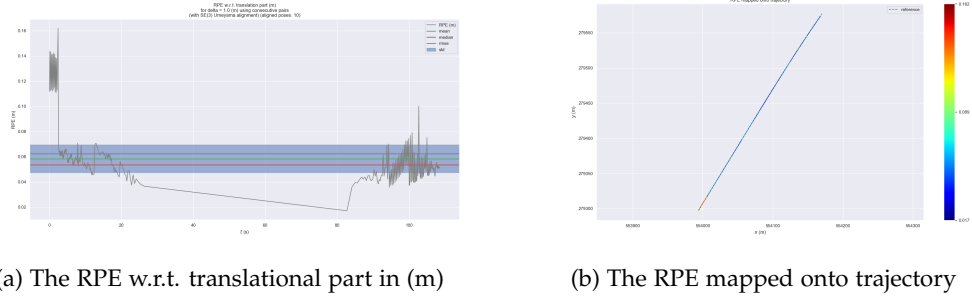 RPE w.r.t. translation part (m)
for delta = 1.0 (m) using consecutive pairs
(with SE(3) Umeyama alignment) (aligned poses: 10)
RPE (m)
mean
median
rmse
std
0.16
0.14
0.12
0.10
0.08
0.06
0.04
0.02
RPE (m)
0
20
40
60
80
100
t (s)
RPE mapped onto trajectory
reference
y (m)
279400
x (m)
0.162
0.089
0.017
(a) The RPE w.r.t. translational part in (m)
(b) The RPE mapped onto trajectory